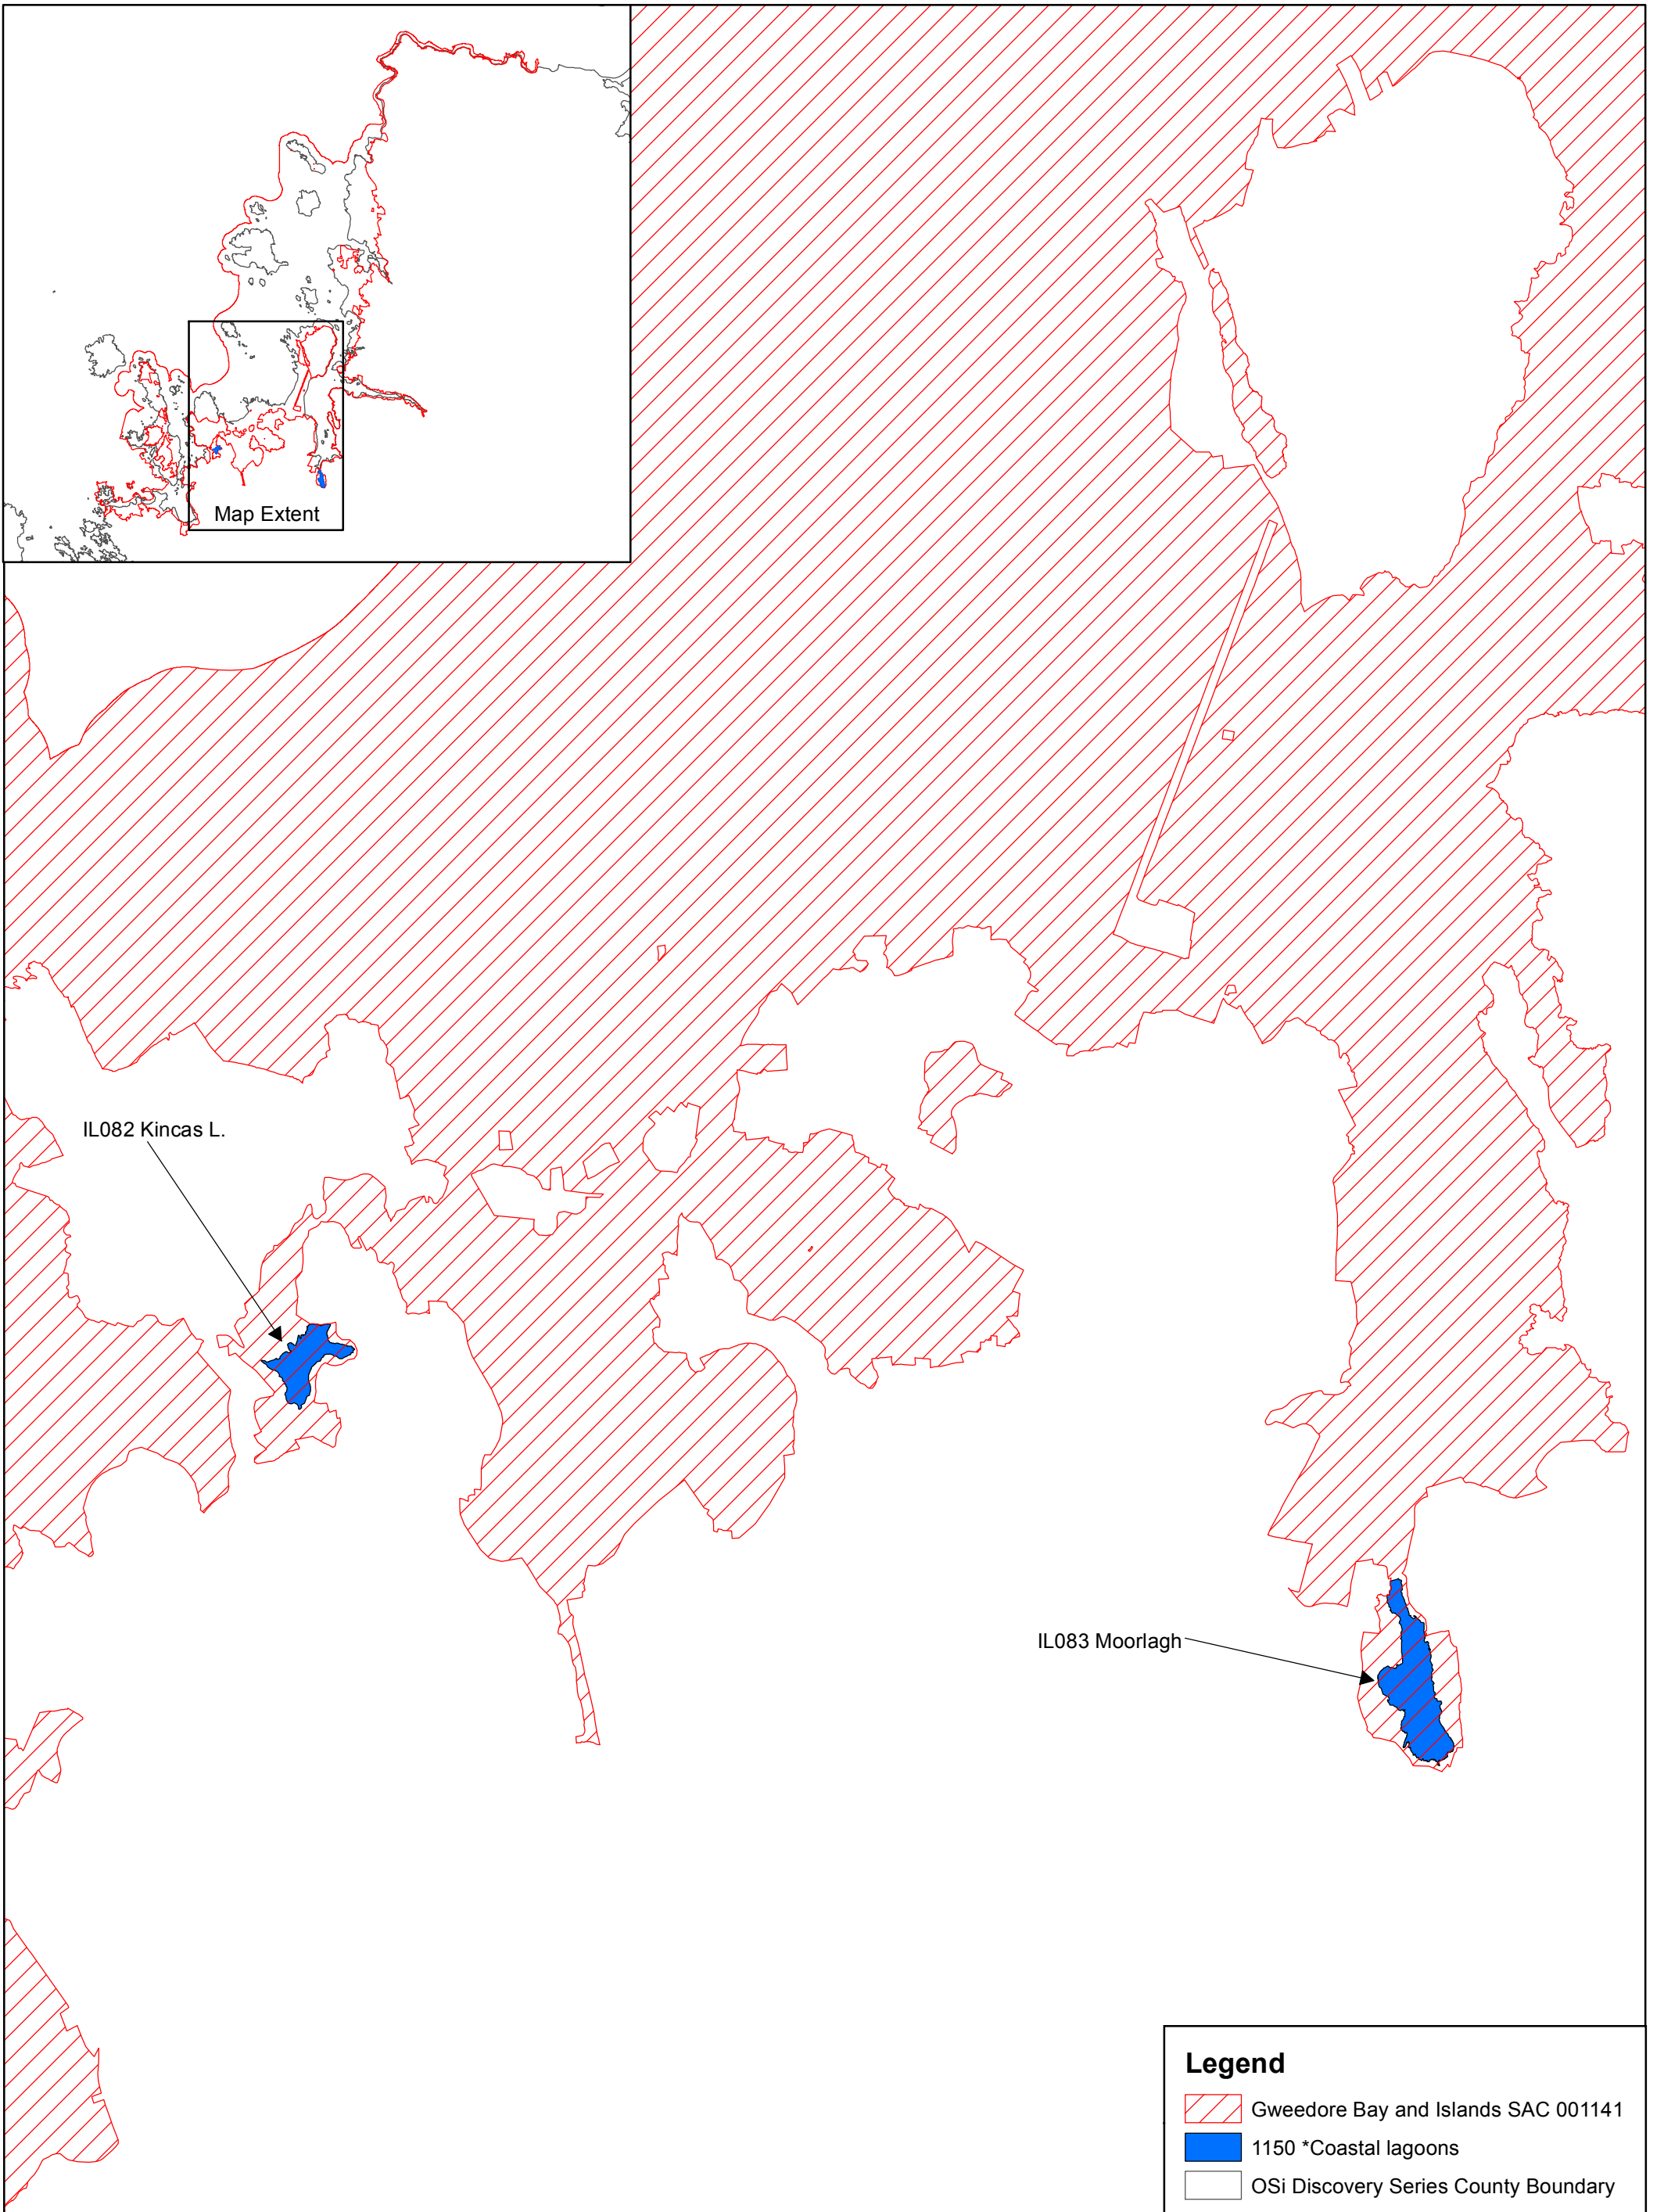 Map Extent
IL082 Kincas L.
IL083 Moorlagh
Legend
Gweedore Bay and Islands SAC 001141
1150 *Coastal lagoons
OSi Discovery Series County Boundary